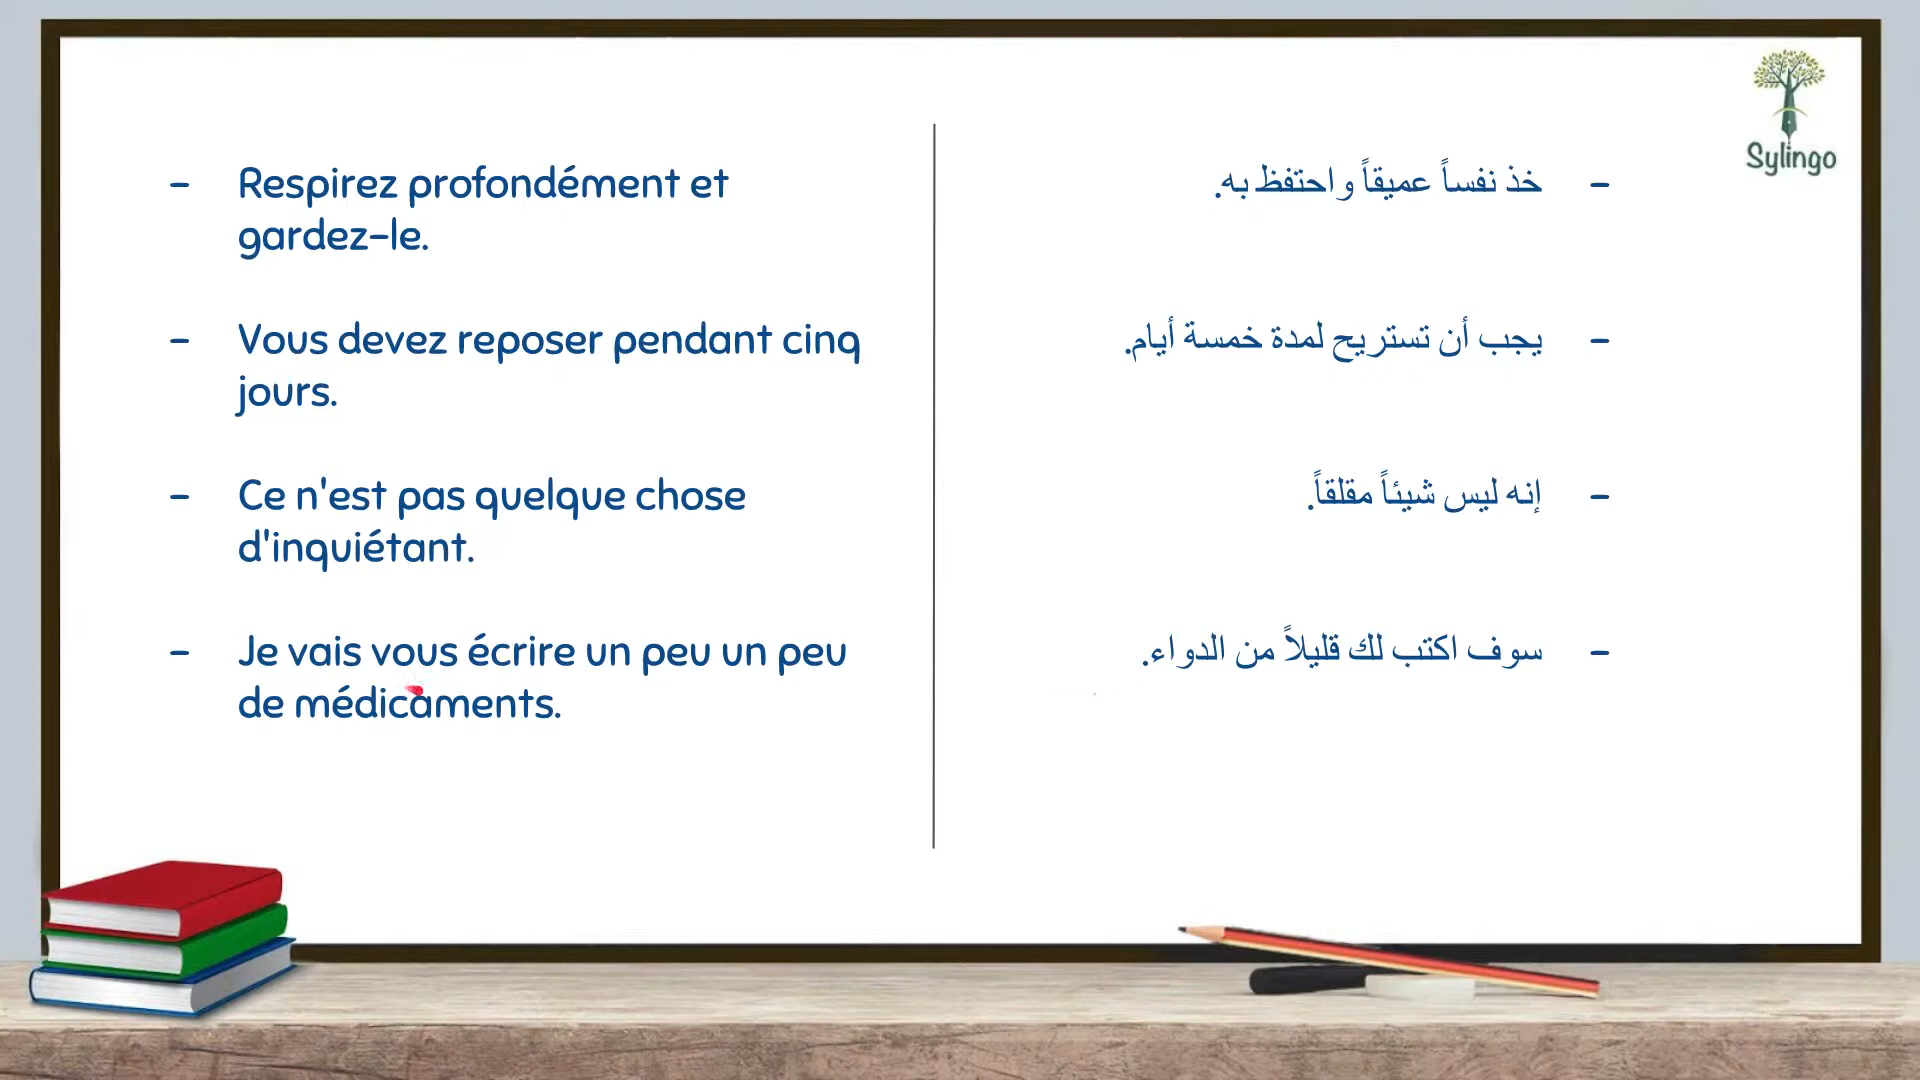 Sylingo
- Respirez profondément et
gardez-le.
- Vous devez reposer pendant cinq
jours.
- Ce n'est pas quelque chose
d'inquiétant.
- Je vais vous écrire un peu un peu
de médicaments.
- خذ نفساً عميقاً واحتفظ به.
- يجب أن تستريح لمدة خمسة أيام.
- إنه ليس شيئاً مقلقاً.
- سوف اكتب لك قليلاً من الدواء.